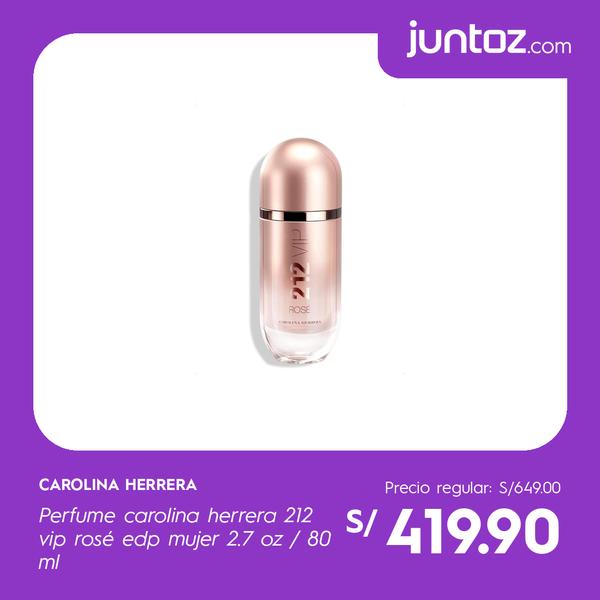 juntoz.com
212 VIP
ROSÉ
CAROLINA HERRERA
CAROLINA HERRERA
Perfume carolina herrera 212
vip rosé edp mujer 2.7 oz / 80
ml
Precio regular: S/649.00
S/ 419.90